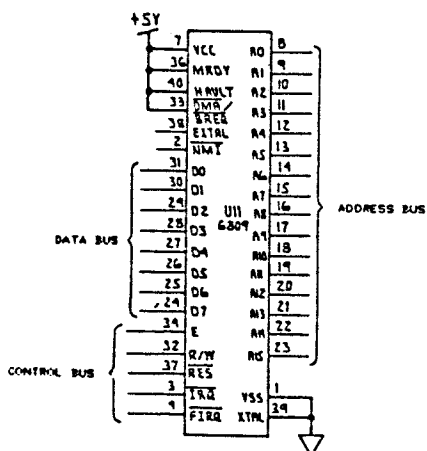 +5V
7 VCC
36 MRDY
40 HAULT
33 DMA/
BREQ
38 EXTAL
2 NMI
DATA BUS
31 D0
30 D1
29 D2
28 D3
27 D4
26 D5
25 D6
24 D7
CONTROL BUS
34 E
32 R/W
37 RES
3 IRQ
4 FIRQ
U11
6309
A0 8
A1 9
A2 10
A3 11
A4 12
A5 13
A6 14
A7 15
A8 16
A9 17
A10 18
A11 19
A12 20
A13 21
A14 22
A15 23
ADDRESS BUS
VSS 1
XTAL 39